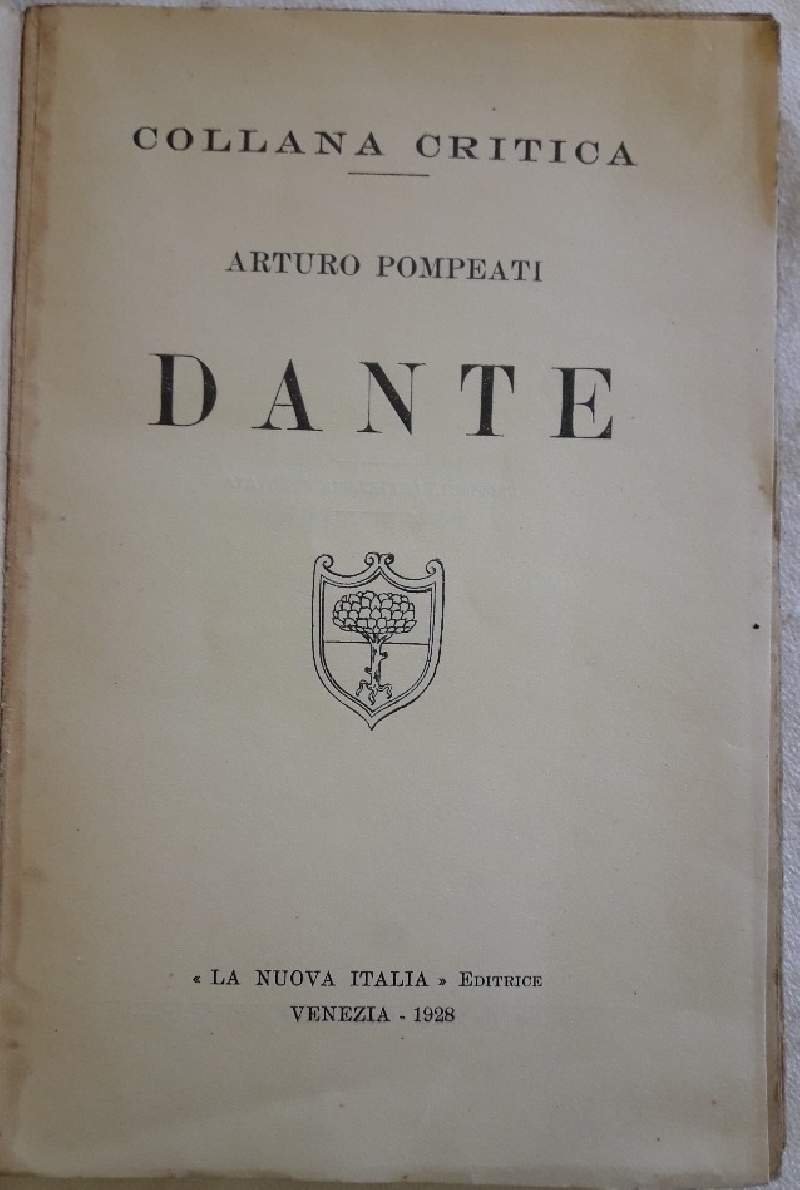 COLLANA CRITICA
ARTURO POMPEATI
DANTE
« LA NUOVA ITALIA » EDITRICE
VENEZIA - 1928